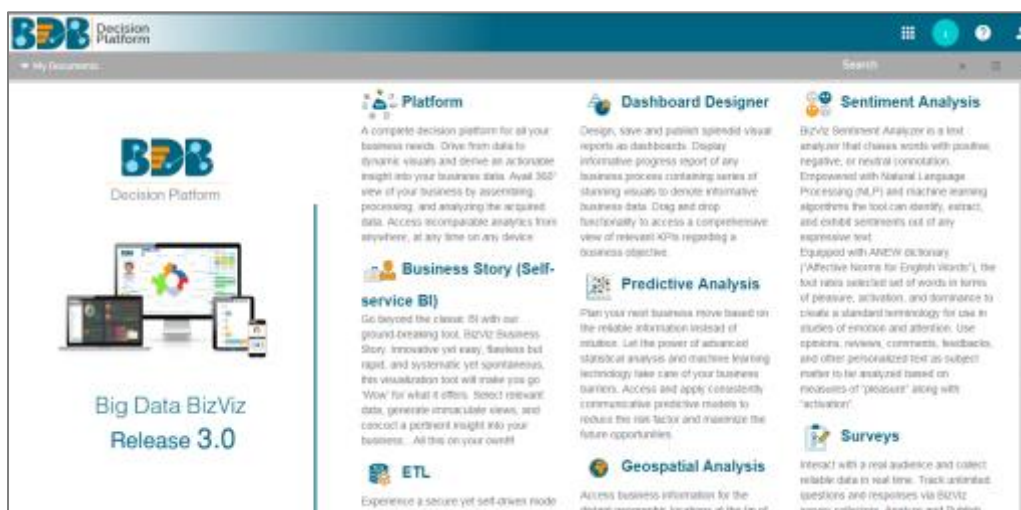 BDB Decision
Platform
My Documents
Search
BDB
Decision Platform
Big Data BizViz
Release 3.0
Platform
A complete decision platform for all your
business needs. Drive from data to
dynamic visuals and derive an actionable
insight into your business data. Avail 360°
view of your business by assembling,
processing, and analyzing the acquired
data. Access incomparable analytics from
anywhere, at any time on any device.
Business Story (Self-
service BI)
Go beyond the classic BI with our
ground-breaking tool, BizViz Business
Story. Innovative yet easy, flawless but
rapid, and systematic yet spontaneous,
this visualization tool will make you go
'Wow' for what it offers. Select relevant
data, generate immaculate views, and
concoct a pertinent insight into your
business... All this on your own!!!
ETL
Experience a secure yet self-driven mode
Dashboard Designer
Design, save and publish splendid visual
reports as dashboards. Display
informative progress report of any
business process containing series of
stunning visuals to denote informative
business data. Drag and drop
functionality to access a comprehensive
view of relevant KPIs regarding a
business objective.
Predictive Analysis
Plan your next business move based on
the reliable information instead of
intuition. Let the power of advanced
statistical analysis and machine learning
technology take care of your business
barriers. Access and apply consistently
communicative predictive models to
reduce the risk factor and maximize the
future opportunities.
Geospatial Analysis
Access business information for the
distinct geographic locations at the tap of
Sentiment Analysis
BizViz Sentiment Analyzer is a text
analyzer that chases words with positive,
negative, or neutral connotation.
Empowered with Natural Language
Processing (NLP) and machine learning
algorithms the tool can identify, extract,
and exhibit sentiments out of any
expressive text.
Equipped with ANEW dictionary
("Affective Norms for English Words"), the
tool rates selected set of words in terms
of pleasure, activation, and dominance to
create a standard terminology for use in
studies of emotion and attention. Use
opinions, reviews, comments, feedbacks,
and other personalized text as subject
matter to be analyzed based on
measures of "pleasure" along with
"activation"
Surveys
Interact with a real audience and collect
reliable data in real time. Track unlimited
questions and responses via BizViz